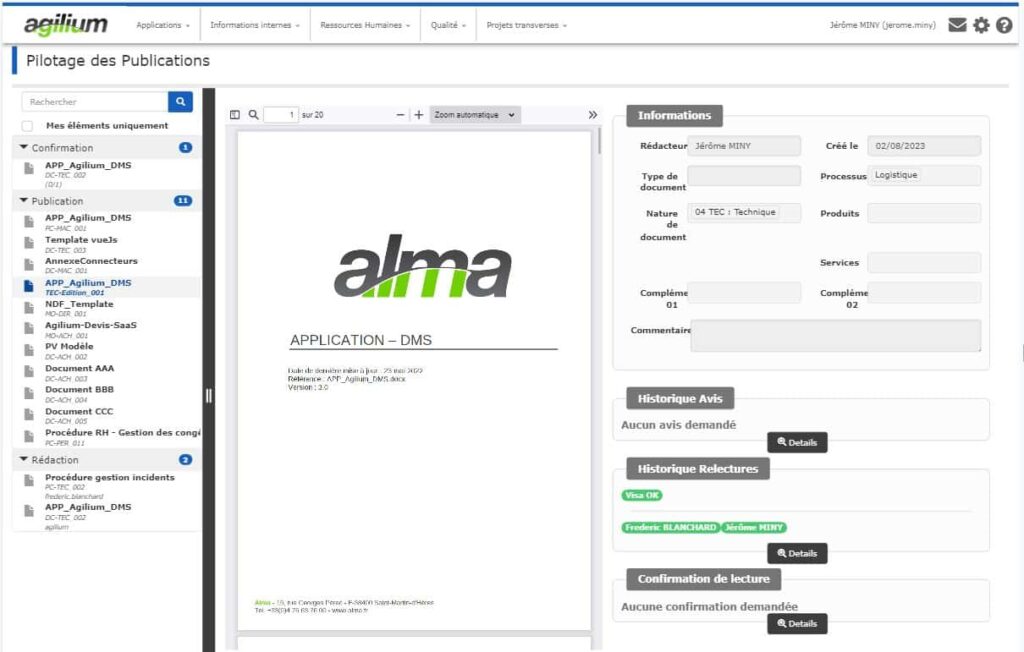 agilium
Applications
Informations internes
Ressources Humaines
Qualité
Projets transverses
Jérôme MINY (jerome.miny)
Pilotage des Publications
Rechercher
Mes éléments uniquement
Confirmation 1
APP_Agilium_DMS
DC-TEC_002
(0/1)
Publication 11
APP_Agilium_DMS
PC-MAC_001
Template vueJs
DC-TEC_003
AnnexeConnecteurs
DC-MAC_001
APP_Agilium_DMS
TEC-Edition_001
NDF_Template
MO-DIR_001
Agilium-Devis-SaaS
MO-ACH_001
PV Modèle
DC-ACH_002
Document AAA
DC-ACH_003
Document BBB
DC-ACH_004
Document CCC
DC-ACH_005
Procédure RH - Gestion des congé
PC-PER_011
Rédaction 2
Procédure gestion incidents
PC-TEC_002
frederic.blanchard
APP_Agilium_DMS
DC-TEC_002
agilium
1 sur 20
Zoom automatique
alma
APPLICATION – DMS
Date de dernière mise à jour : 23 mai 2022
Référence : APP_Agilium_DMS.docx
Version : 3.0
Alma - 15, rue Georges Perec - F-38400 Saint-Martin-d'Hères
Tel. +33(0)4 76 63 76 00 - www.alma.fr
Informations
Rédacteur Jérôme MINY
Créé le 02/08/2023
Type de
document
Processus Logistique
Nature
de
document
04 TEC : Technique
Produits
Services
Compléme
01
Compléme
02
Commentaire
Historique Avis
Aucun avis demandé
Details
Historique Relectures
Visa OK
Frederic BLANCHARD Jérôme MINY
Details
Confirmation de lecture
Aucune confirmation demandée
Details